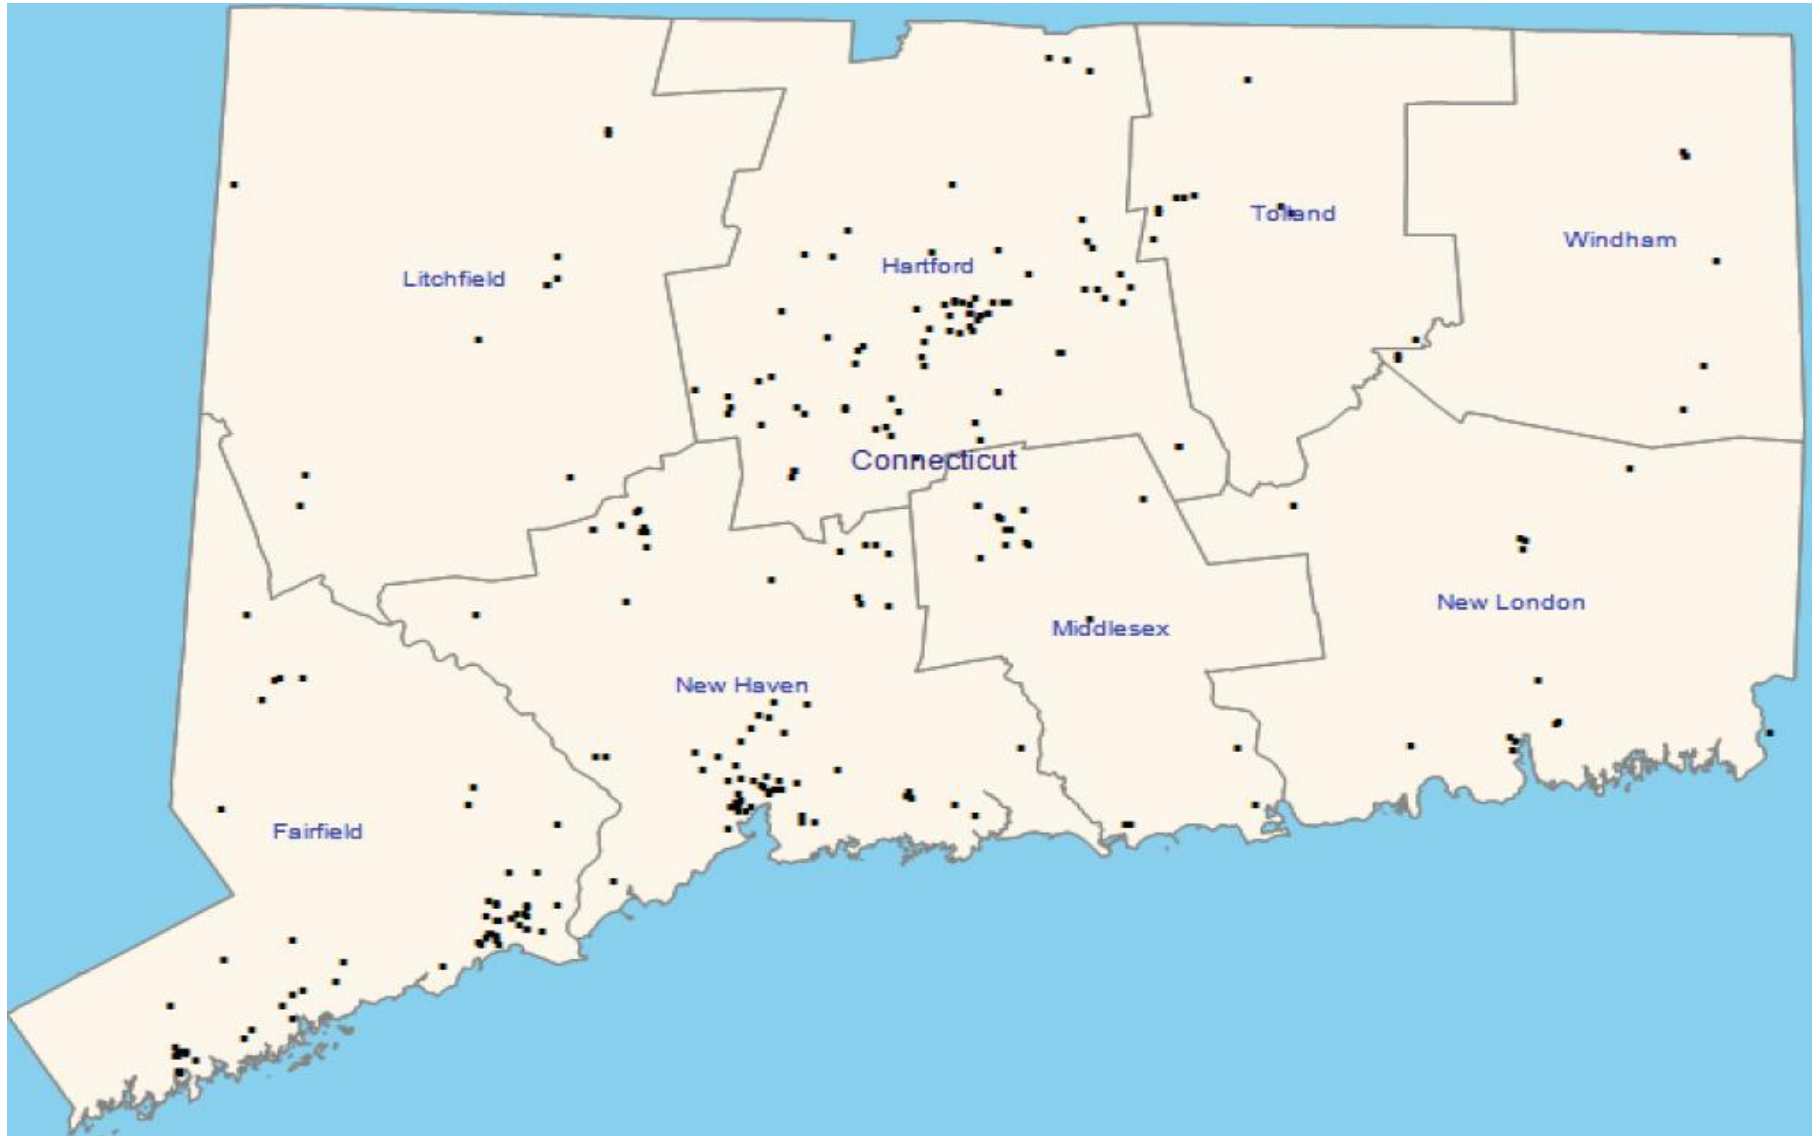 Tolland
Windham
Hartford
Litchfield
Connecticut
New London
Middlesex
New Haven
Fairfield